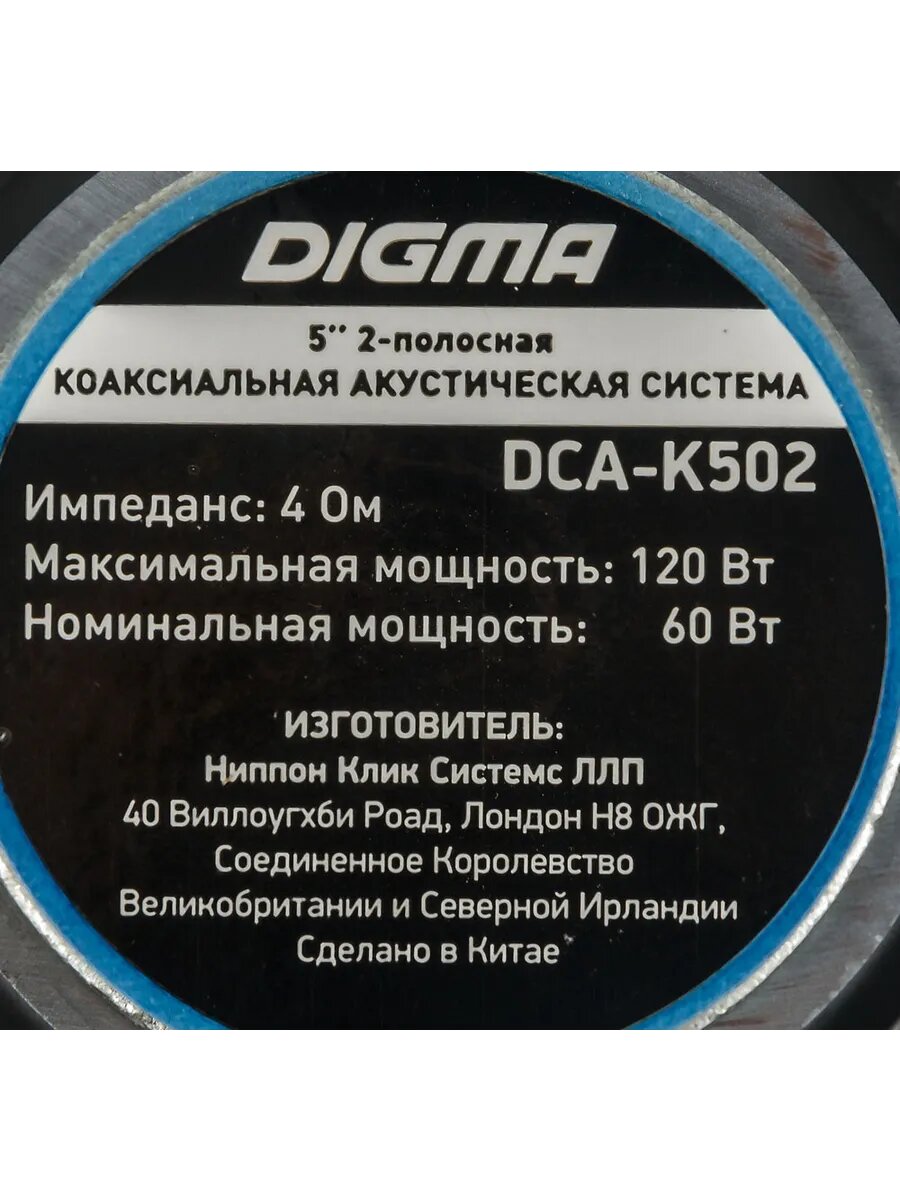 DIGMA
5'' 2-полосная
КОАКСИАЛЬНАЯ АКУСТИЧЕСКАЯ СИСТЕМА
DCA-K502
Импеданс: 4 Ом
Максимальная мощность: 120 Вт
Номинальная мощность: 60 Вт
ИЗГОТОВИТЕЛЬ:
Ниппон Клик Системс ЛЛП
40 Виллоугхби Роад, Лондон Н8 ОЖГ,
Соединенное Королевство
Великобритании и Северной Ирландии
Сделано в Китае